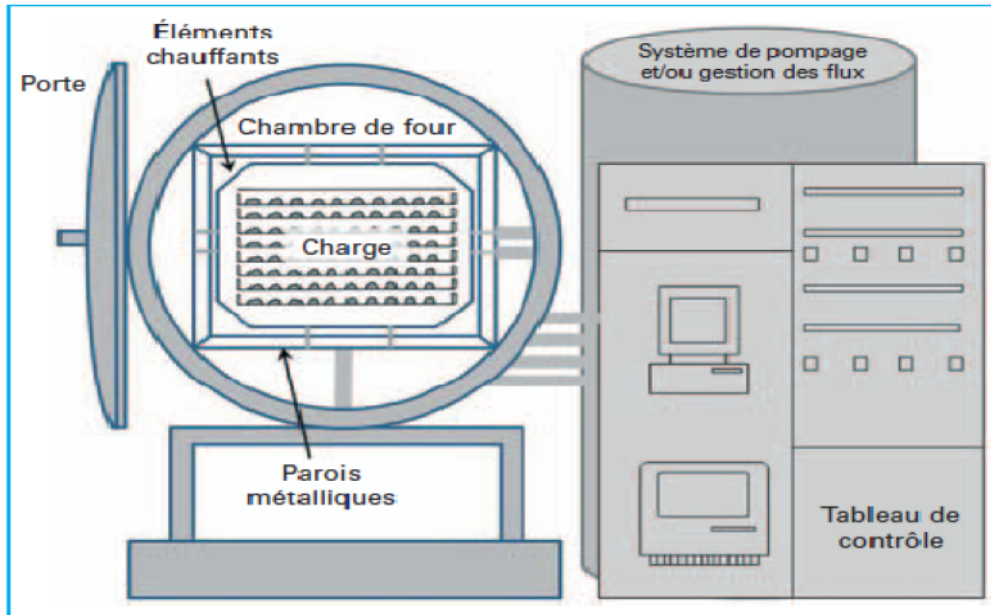 Éléments
chauffants
Système de pompage
et/ou gestion des flux
Porte
Chambre de four
Charge
Parois
métalliques
Tableau de
contrôle